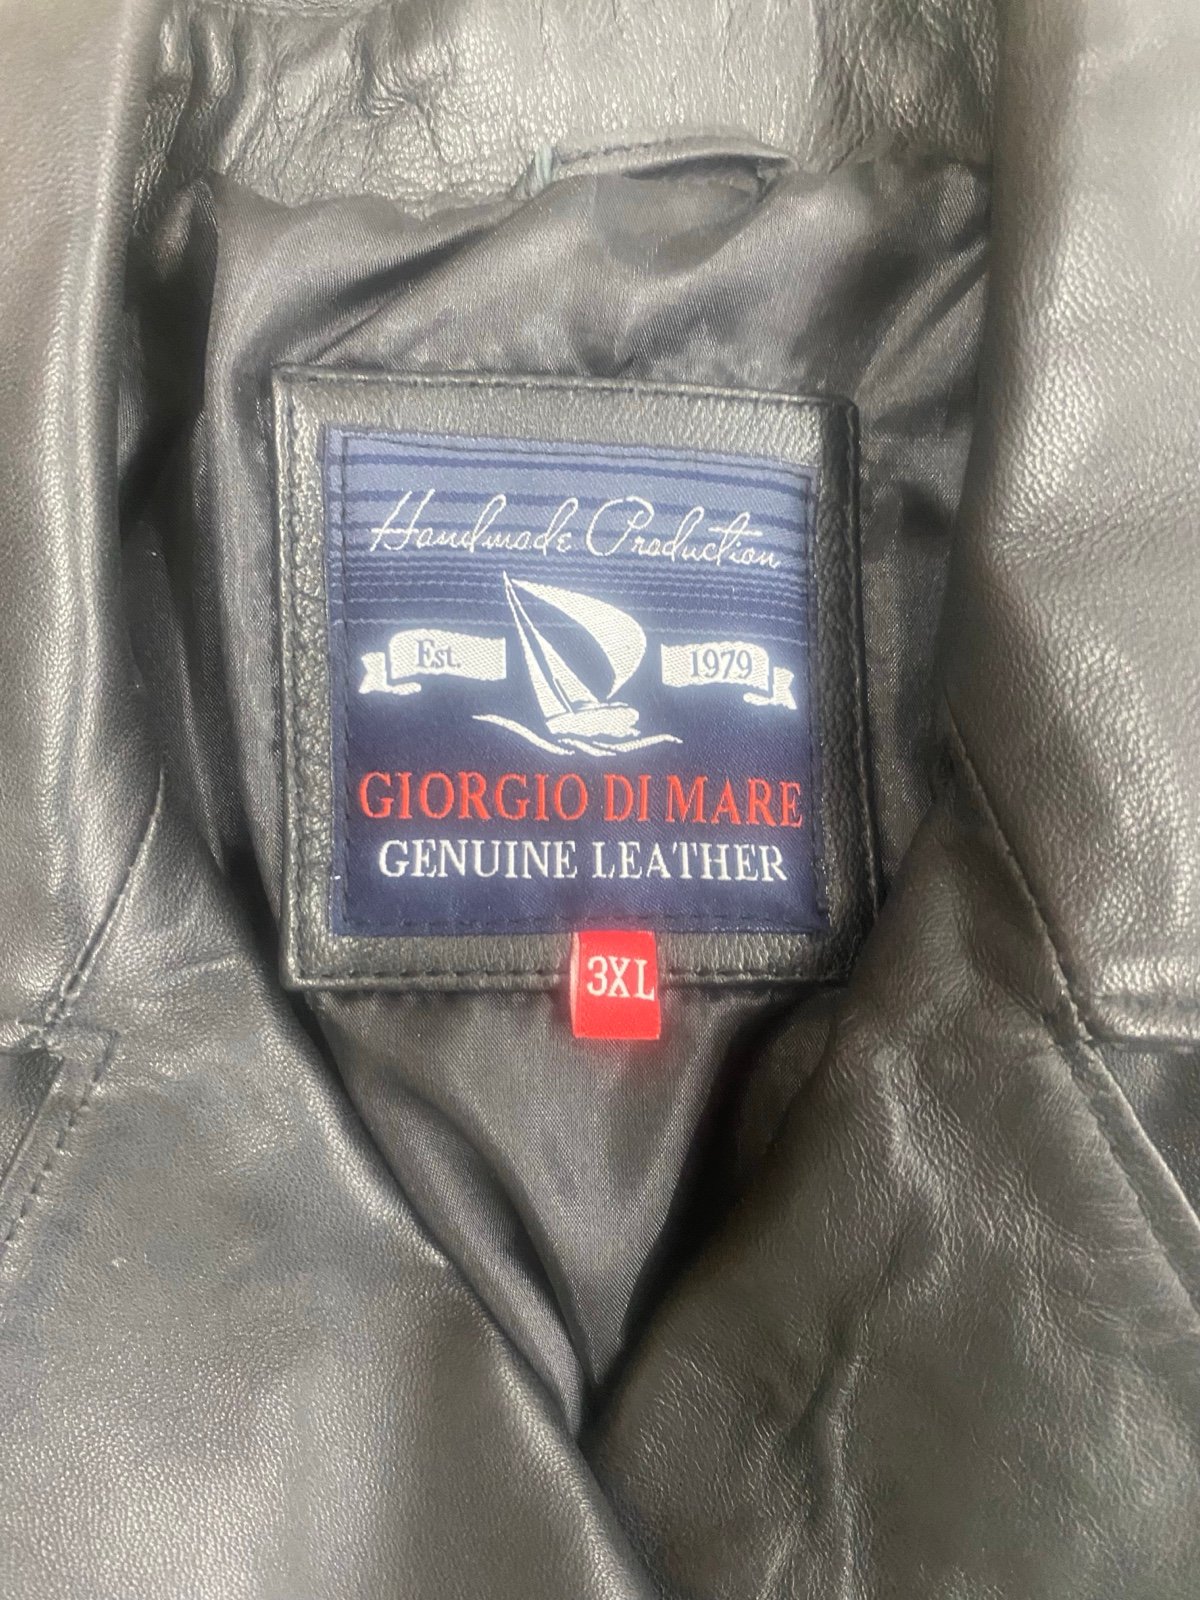 Handmade Production
Est. 1979
GIORGIO DI MARE
GENUINE LEATHER
3XL